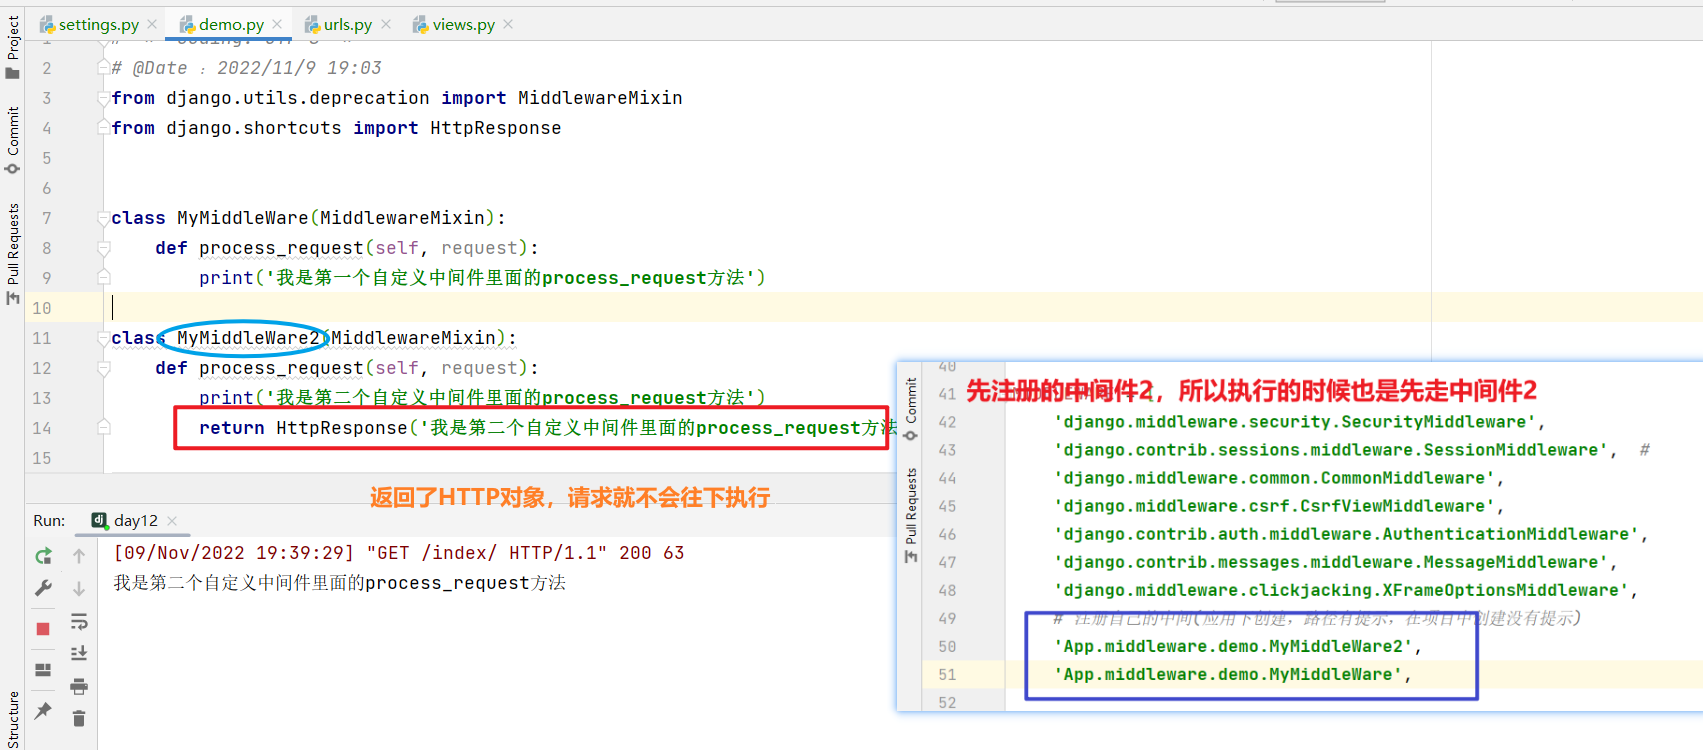 settings.py
demo.py
urls.py
views.py
Project
Commit
Pull Requests
Structure
2 # @Date : 2022/11/9 19:03
3 from django.utils.deprecation import MiddlewareMixin
4 from django.shortcuts import HttpResponse
5
6
7 class MyMiddleWare(MiddlewareMixin):
8 def process_request(self, request):
9 print('我是第一个自定义中间件里面的process_request方法')
10
11 class MyMiddleWare2(MiddlewareMixin):
12 def process_request(self, request):
13 print('我是第二个自定义中间件里面的process_request方法')
14 return HttpResponse('我是第二个自定义中间件里面的process_request方法
15
返回了HTTP对象，请求就不会往下执行
Run: day12
[09/Nov/2022 19:39:29] "GET /index/ HTTP/1.1" 200 63
我是第二个自定义中间件里面的process_request方法
Commit
Pull Requests
40
先注册的中间件2，所以执行的时候也是先走中间件2
41
42 'django.middleware.security.SecurityMiddleware',
43 'django.contrib.sessions.middleware.SessionMiddleware', #
44 'django.middleware.common.CommonMiddleware',
45 'django.middleware.csrf.CsrfViewMiddleware',
46 'django.contrib.auth.middleware.AuthenticationMiddleware',
47 'django.contrib.messages.middleware.MessageMiddleware',
48 'django.middleware.clickjacking.XFrameOptionsMiddleware',
49 # 注册自己的中间(应用下创建，路径有提示，在项目中创建没有提示)
50 'App.middleware.demo.MyMiddleWare2',
51 'App.middleware.demo.MyMiddleWare',
52